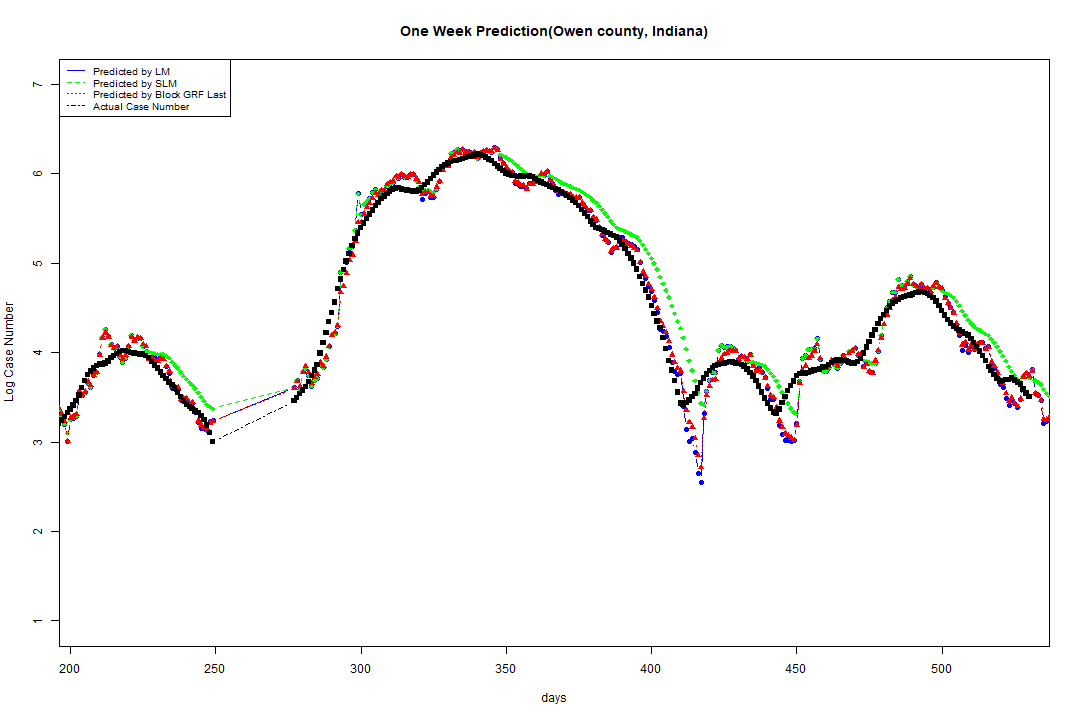 One Week Prediction(Owen county, Indiana)
Predicted by LM
Predicted by SLM
Predicted by Block GRF Last
Actual Case Number
Log Case Number
7
6
5
4
3
2
1
200 250 300 350 400 450 500
days